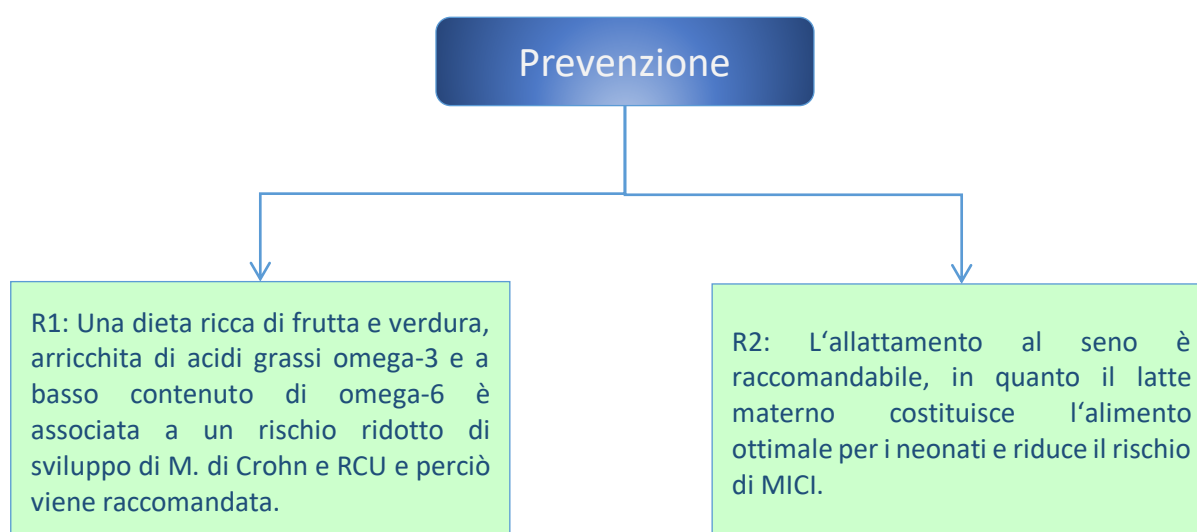 Prevenzione
R1: Una dieta ricca di frutta e verdura,
arricchita di acidi grassi omega-3 e a
basso contenuto di omega-6 è
associata a un rischio ridotto di
sviluppo di M. di Crohn e RCU e perciò
viene raccomandata.
R2: L‘allattamento al seno è
raccomandabile, in quanto il latte
materno costituisce l‘alimento
ottimale per i neonati e riduce il rischio
di MICI.